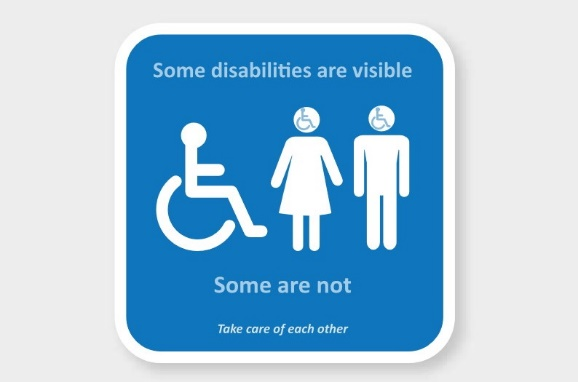 Some disabilities are visible
Some are not
Take care of each other